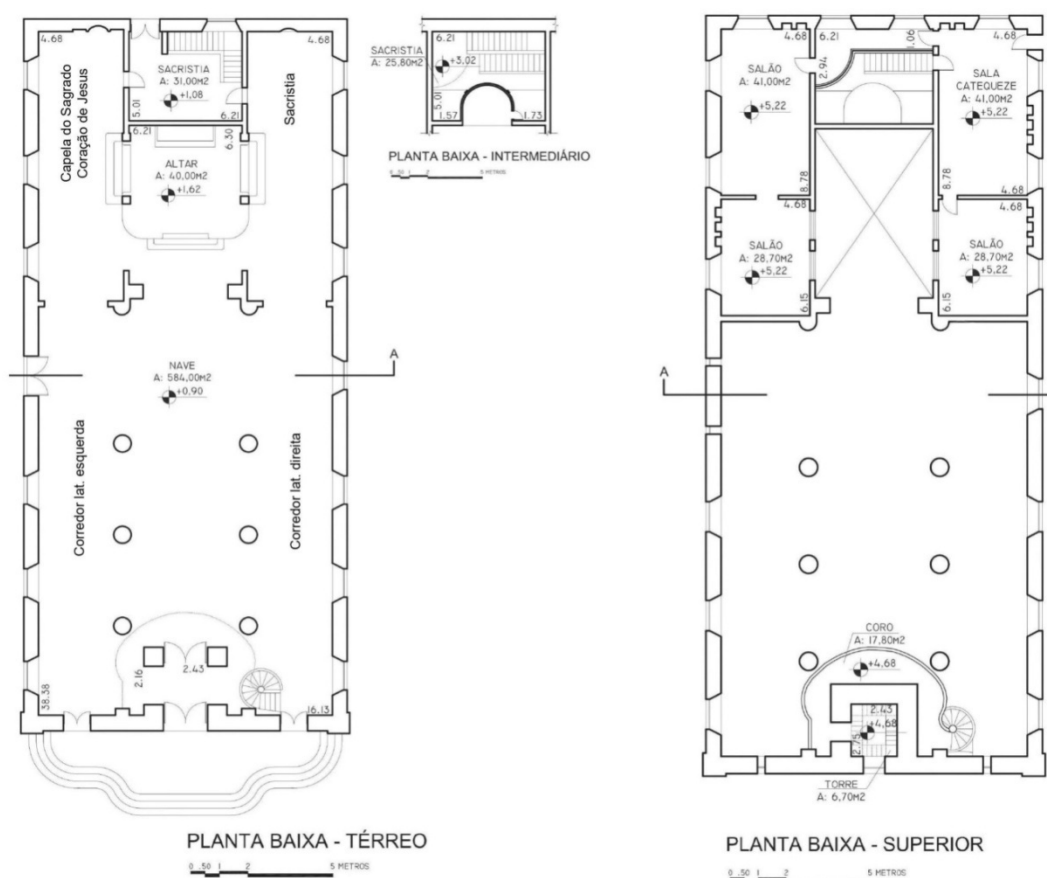 4.68
4.68
SACRISTIA
A: 31,00M2
+1,08
5.01
6.21
Capela do Sagrado
Coração de Jesus
Sacristia
6.21
6.30
ALTAR
A: 40,00M2
+1,62
NAVE
A: 584,00M2
+0,90
A
Corredor lat. esquerda
Corredor lat. direita
2.16
2.43
38.38
16.13
PLANTA BAIXA - TÉRREO
0 .50 1 2 5 METROS
6.21
SACRISTIA
A: 25,80M2
+3,02
5.01
1.57
1.73
PLANTA BAIXA - INTERMEDIÁRIO
0 .50 1 2 5 METROS
4.68
6.21
1.06
4.68
SALÃO
A: 41,00M2
+5,22
2.94
SALA
CATEQUEZE
A: 41,00M2
+5,22
8.78
8.78
4.68
4.68
4.68
SALÃO
A: 28,70M2
+5,22
SALÃO
A: 28,70M2
+5,22
6.15
6.15
A
CORO
A: 17,80M2
+4,68
2.43
+4,68
2.75
TORRE
A: 6,70M2
PLANTA BAIXA - SUPERIOR
0 .50 1 2 5 METROS